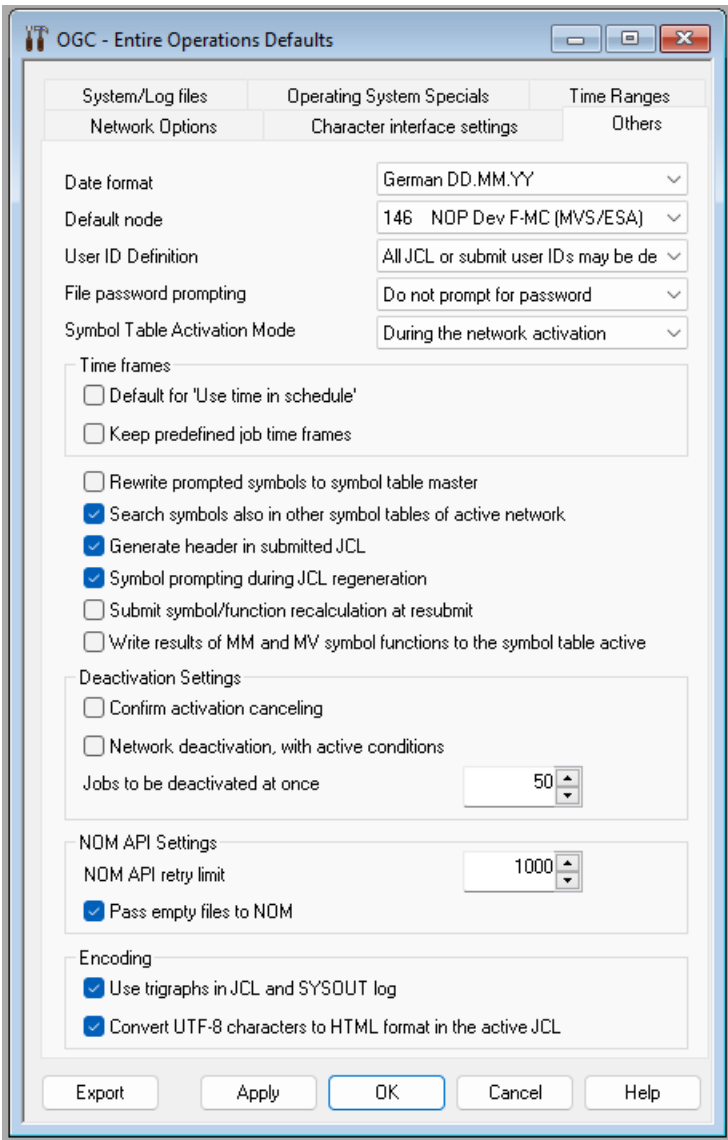 OGC - Entire Operations Defaults
System/Log files
Operating System Specials
Time Ranges
Network Options
Character interface settings
Others
Date format
German DD.MM.YY
Default node
146 NOP Dev F-MC (MVS/ESA)
User ID Definition
All JCL or submit user IDs may be de
File password prompting
Do not prompt for password
Symbol Table Activation Mode
During the network activation
Time frames
Default for 'Use time in schedule'
Keep predefined job time frames
Rewrite prompted symbols to symbol table master
Search symbols also in other symbol tables of active network
Generate header in submitted JCL
Symbol prompting during JCL regeneration
Submit symbol/function recalculation at resubmit
Write results of MM and MV symbol functions to the symbol table active
Deactivation Settings
Confirm activation canceling
Network deactivation, with active conditions
Jobs to be deactivated at once
50
NOM API Settings
NOM API retry limit
1000
Pass empty files to NOM
Encoding
Use trigraphs in JCL and SYSOUT log
Convert UTF-8 characters to HTML format in the active JCL
Export
Apply
OK
Cancel
Help